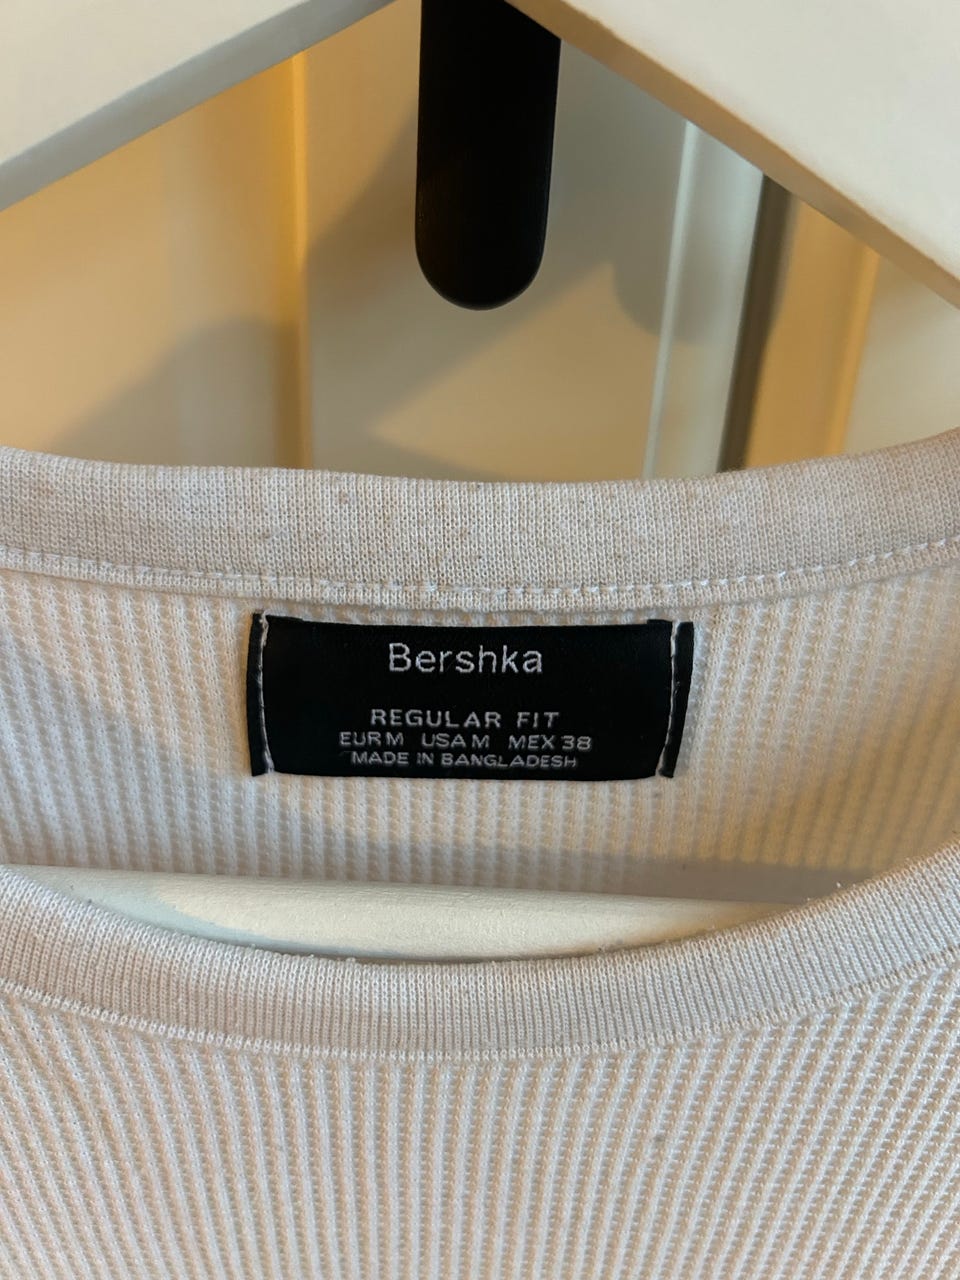 Bershka
REGULAR FIT
EUR M USA M MEX 38
MADE IN BANGLADESH